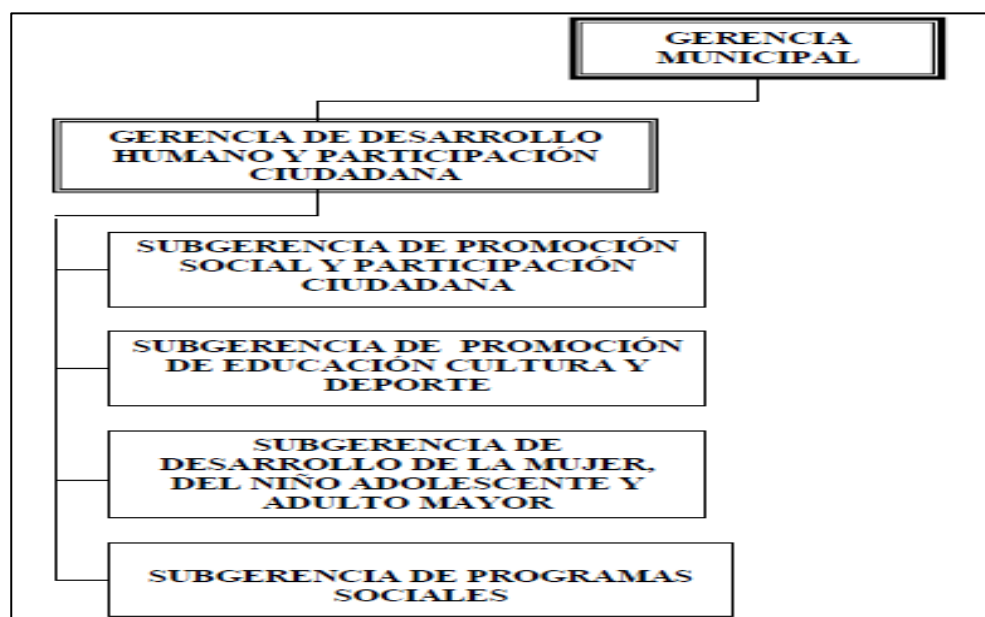 GERENCIA
MUNICIPAL
GERENCIA DE DESARROLLO
HUMANO Y PARTICIPACIÓN
CIUDADANA
SUBGERENCIA DE PROMOCIÓN
SOCIAL Y PARTICIPACIÓN
CIUDADANA
SUBGERENCIA DE PROMOCIÓN
DE EDUCACIÓN CULTURA Y
DEPORTE
SUBGERENCIA DE
DESARROLLO DE LA MUJER,
DEL NIÑO ADOLESCENTE Y
ADULTO MAYOR
SUBGERENCIA DE PROGRAMAS
SOCIALES